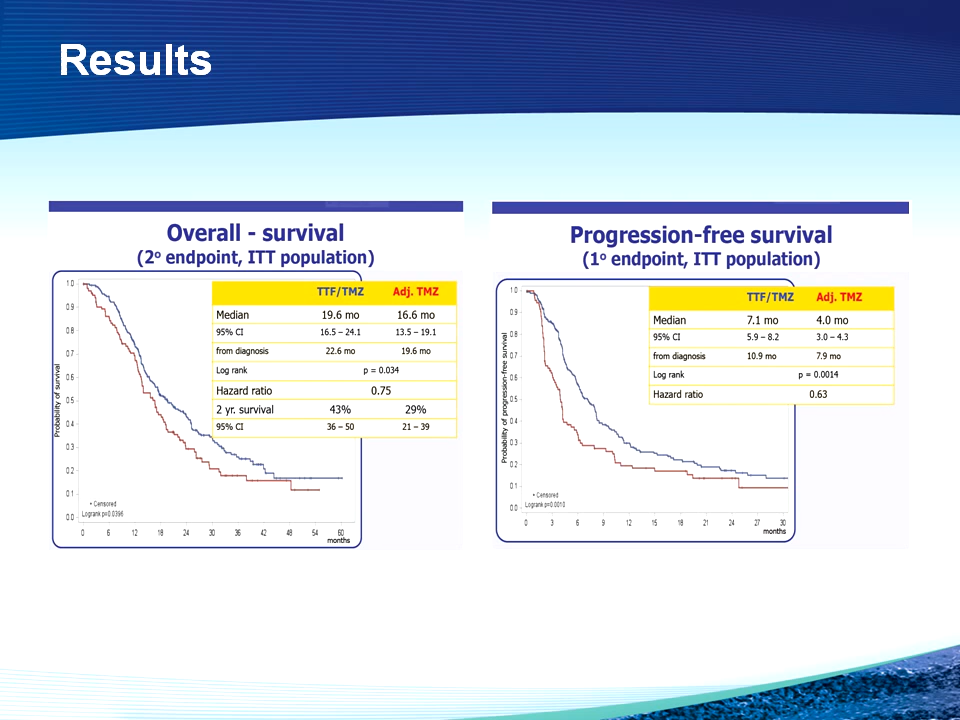 Results
Overall - survival
(2º endpoint, ITT population)
TTF/TMZ Adj. TMZ
Median 19.6 mo 16.6 mo
95% CI 16.5 – 24.1 13.5 – 19.1
from diagnosis 22.6 mo 19.6 mo
Log rank p = 0.034
Hazard ratio 0.75
2 yr. survival 43% 29%
95% CI 36 – 50 21 – 39
Probability of survival
1.0
0.9
0.8
0.7
0.6
0.5
0.4
0.3
0.2
0.1
0.0
+ Censored
Logrank p=0.0396
0 6 12 18 24 30 36 42 48 54 60
months
Progression-free survival
(1º endpoint, ITT population)
TTF/TMZ Adj. TMZ
Median 7.1 mo 4.0 mo
95% CI 5.9 – 8.2 3.0 – 4.3
from diagnosis 10.9 mo 7.9 mo
Log rank p = 0.0014
Hazard ratio 0.63
Probability of progression-free survival
1.0
0.9
0.8
0.7
0.6
0.5
0.4
0.3
0.2
0.1
0.0
+ Censored
Logrank p=0.0010
0 3 6 9 12 15 18 21 24 27 30
months